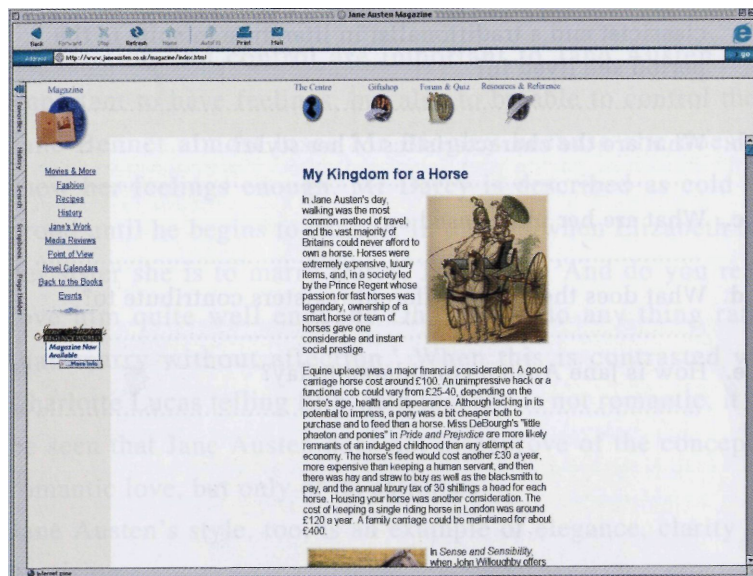 Jane Austen Magazine
Back Forward Stop Refresh Home AutoFill Print Mail
Address http://www.janeausten.co.uk/magazine/index.html
Magazine
The Centre Giftshop Forum & Quiz Resources & Reference
Favorites
History
Search
Scrapbook
Page Holder
Movies & More
Fashion
Recipes
History
Jane's Work
Media Reviews
Point of View
Novel Calendars
Back to the Books
Events
Magazine Now
Available
More Info
My Kingdom for a Horse
In Jane Austen's day,
walking was the most
common method of travel,
and the vast majority of
Britains could never afford to
own a horse. Horses were
extremely expensive, luxury
items, and, in a society led
by the Prince Regent whose
session for fast horses was
legendary, ownership of a
smart horse or team of
horses gave one
considerable and instant
social prestige.
Equine upkeep was a major financial consideration. A good
carriage horse cost around £100. An unimpressive hack or a
functional cob could vary from £25-40, depending on the
horse's age, health and appearance. Although lacking in its
potential to impress, a pony was a bit cheaper both to
purchase and to feed than a horse. Miss DeBourgh's "little
phaeton and ponies" in Pride and Prejudice are more likely
remnants of an indulged childhood than any attempt at
economy. The horse's feed would cost another £30 a year,
more expensive than keeping a human servant, and then
there was hay and straw to buy as well as the blacksmith to
pay, and the annual luxury tax of 30 shillings a head for each
horse. Housing your horse was another consideration. The
cost of keeping a single riding horse in London was around
£120 a year. A family carriage could be maintained for about
£400.
In Sense and Sensibility,
when John Willoughby offers
Internet zone